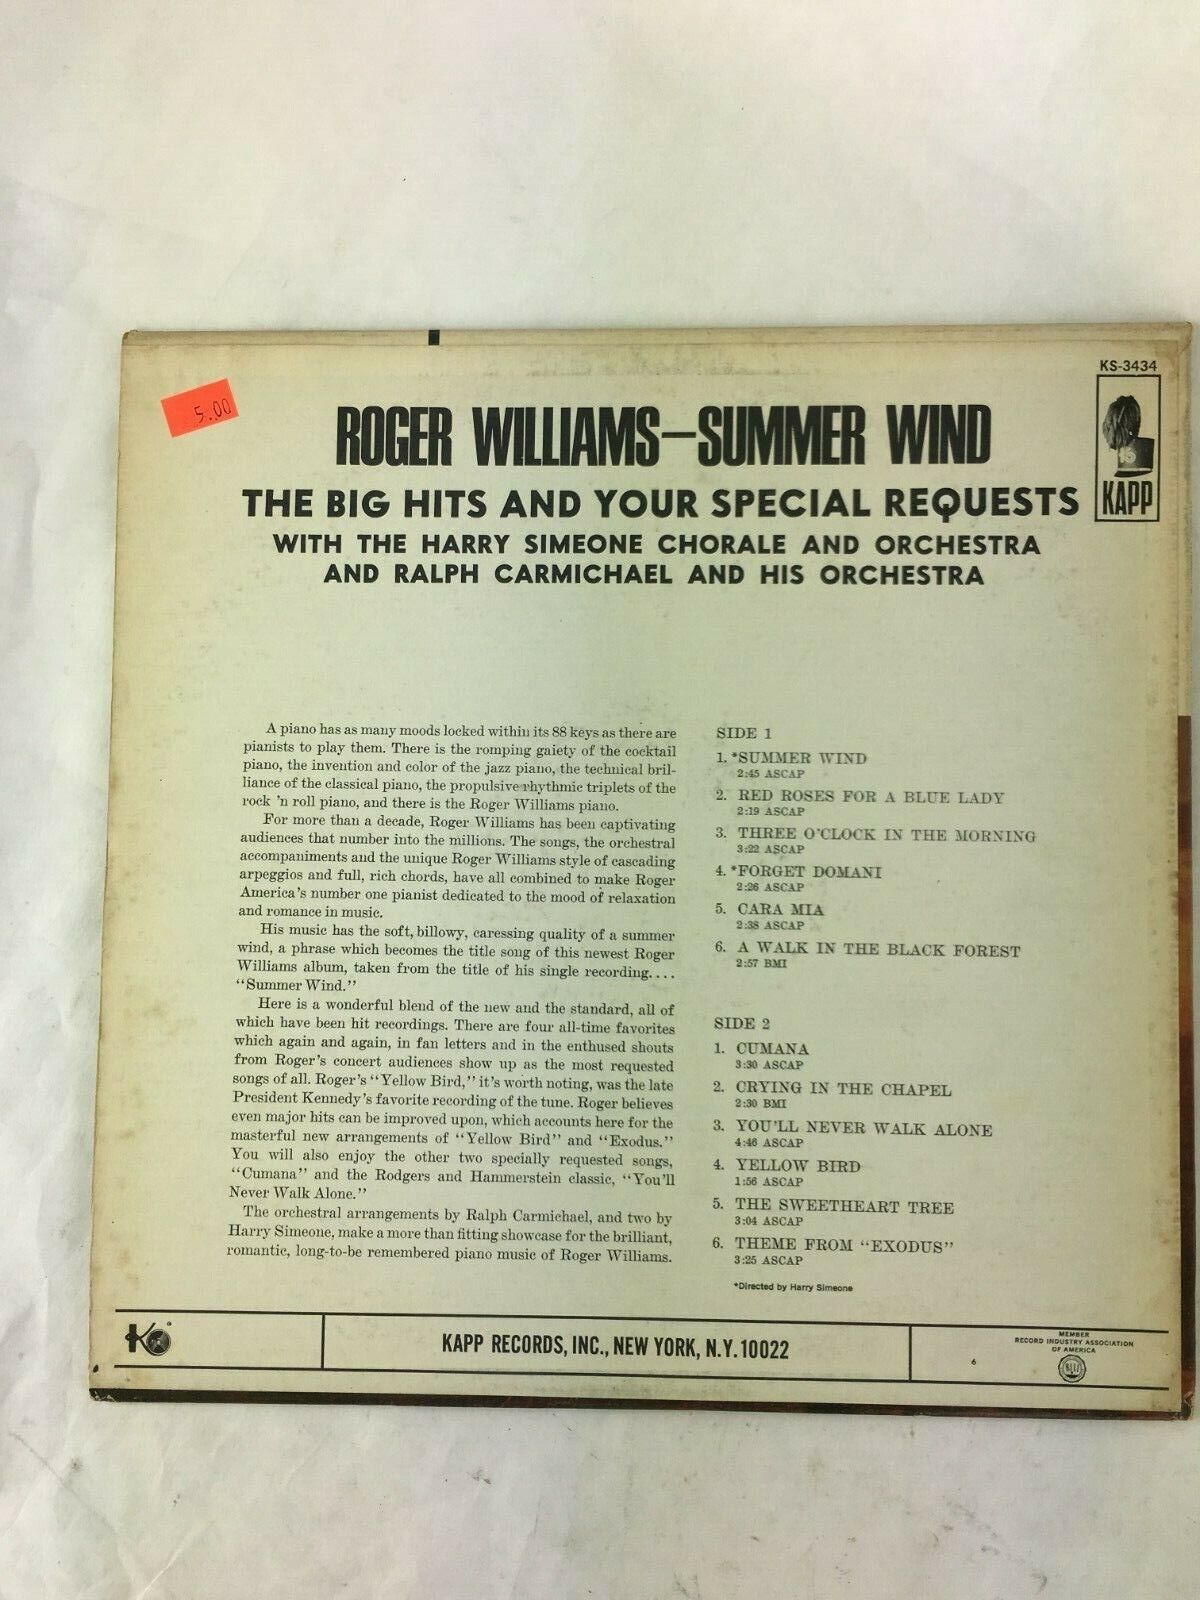 KS-3434
5.00
ROGER WILLIAMS—SUMMER WIND
15
KAPP
THE BIG HITS AND YOUR SPECIAL REQUESTS
WITH THE HARRY SIMEONE CHORALE AND ORCHESTRA
AND RALPH CARMICHAEL AND HIS ORCHESTRA
A piano has as many moods locked within its 88 keys as there are
pianists to play them. There is the romping gaiety of the cocktail
piano, the invention and color of the jazz piano, the technical bril-
liance of the classical piano, the propulsive rhythmic triplets of the
rock 'n roll piano, and there is the Roger Williams piano.
For more than a decade, Roger Williams has been captivating
audiences that number into the millions. The songs, the orchestral
accompaniments and the unique Roger Williams style of cascading
arpeggios and full, rich chords, have all combined to make Roger
America's number one pianist dedicated to the mood of relaxation
and romance in music.
His music has the soft, billowy, caressing quality of a summer
wind, a phrase which becomes the title song of this newest Roger
Williams album, taken from the title of his single recording....
"Summer Wind."
Here is a wonderful blend of the new and the standard, all of
which have been hit recordings. There are four all-time favorites
which again and again, in fan letters and in the enthused shouts
from Roger's concert audiences show up as the most requested
songs of all. Roger's "Yellow Bird," it's worth noting, was the late
President Kennedy's favorite recording of the tune. Roger believes
even major hits can be improved upon, which accounts here for the
masterful new arrangements of "Yellow Bird" and "Exodus."
You will also enjoy the other two specially requested songs,
"Cumana" and the Rodgers and Hammerstein classic, "You'll
Never Walk Alone."
The orchestral arrangements by Ralph Carmichael, and two by
Harry Simeone, make a more than fitting showcase for the brilliant,
romantic, long-to-be remembered piano music of Roger Williams.
SIDE 1
1. *SUMMER WIND
2:45 ASCAP
2. RED ROSES FOR A BLUE LADY
2:19 ASCAP
3. THREE O'CLOCK IN THE MORNING
3:22 ASCAP
4. *FORGET DOMANI
2:26 ASCAP
5. CARA MIA
2:38 ASCAP
6. A WALK IN THE BLACK FOREST
2:57 BMI
SIDE 2
1. CUMANA
3:30 ASCAP
2. CRYING IN THE CHAPEL
2:30 BMI
3. YOU'LL NEVER WALK ALONE
4:46 ASCAP
4. YELLOW BIRD
1:56 ASCAP
5. THE SWEETHEART TREE
3:04 ASCAP
6. THEME FROM "EXODUS"
3:25 ASCAP
*Directed by Harry Simeone
K
®
KAPP RECORDS, INC., NEW YORK, N.Y. 10022
6
MEMBER
RECORD INDUSTRY ASSOCIATION
OF AMERICA